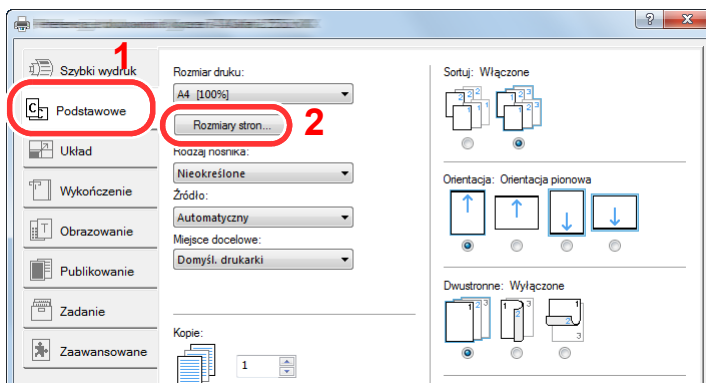 1
Szybki wydruk
Podstawowe
Układ
Wykończenie
Obrazowanie
Publikowanie
Zadanie
Zaawansowane
Rozmiar druku:
A4 [100%]
Rozmiary stron...
2
Rodzaj nośnika:
Nieokreślone
Źródło:
Automatyczny
Miejsce docelowe:
Domyśl. drukarki
Kopie:
1
Sortuj: Włączone
Orientacja: Orientacja pionowa
Dwustronne: Wyłączone